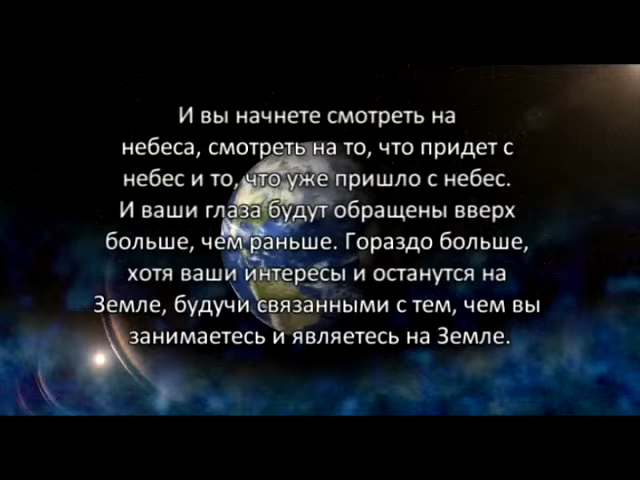 И вы начнете смотреть на
небеса, смотреть на то, что придет с
небес и то, что уже пришло с небес.
И ваши глаза будут обращены вверх
больше, чем раньше. Гораздо больше,
хотя ваши интересы и останутся на
Земле, будучи связанными с тем, чем вы
занимаетесь и являетесь на Земле.